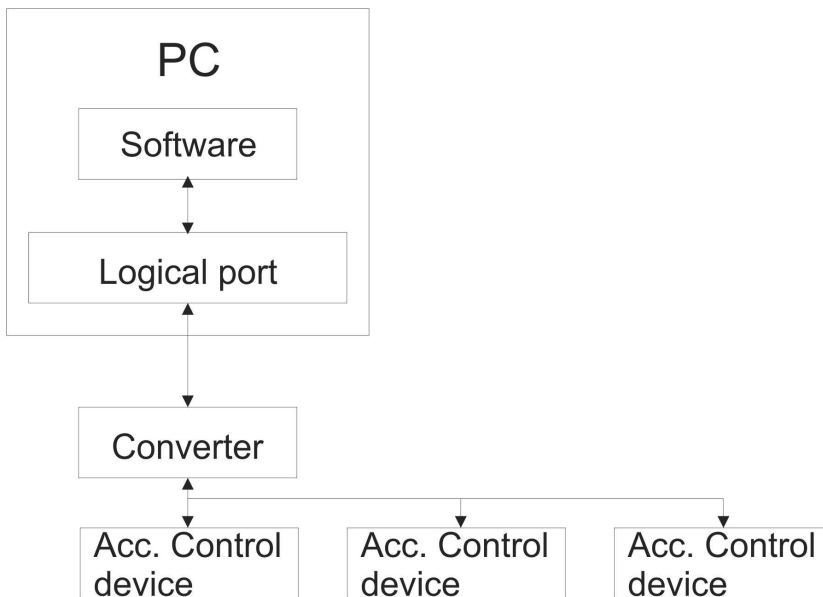 PC
Software
Logical port
Converter
Acc. Control
device
Acc. Control
device
Acc. Control
device